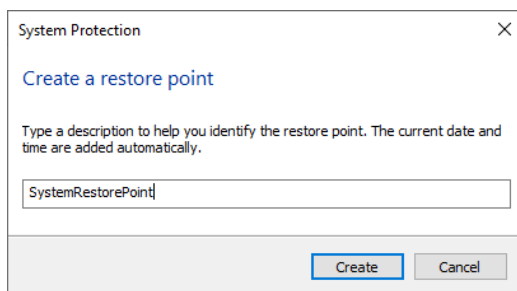 System Protection
Create a restore point
Type a description to help you identify the restore point. The current date and
time are added automatically.
SystemRestorePoint
Create Cancel